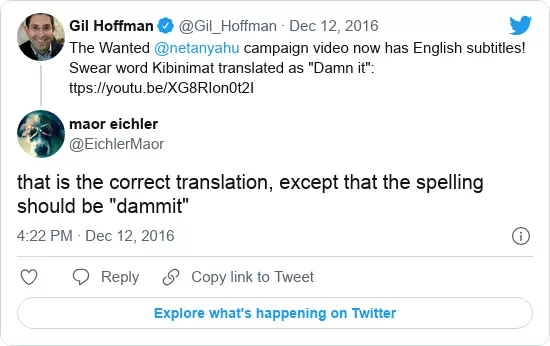 Gil Hoffman @Gil_Hoffman · Dec 12, 2016
The Wanted @netanyahu campaign video now has English subtitles!
Swear word Kibinimat translated as "Damn it":
ttps://youtu.be/XG8RIon0t2I
maor eichler
@EichlerMaor
that is the correct translation, except that the spelling
should be "dammit"
4:22 PM · Dec 12, 2016
Reply
Copy link to Tweet
Explore what's happening on Twitter